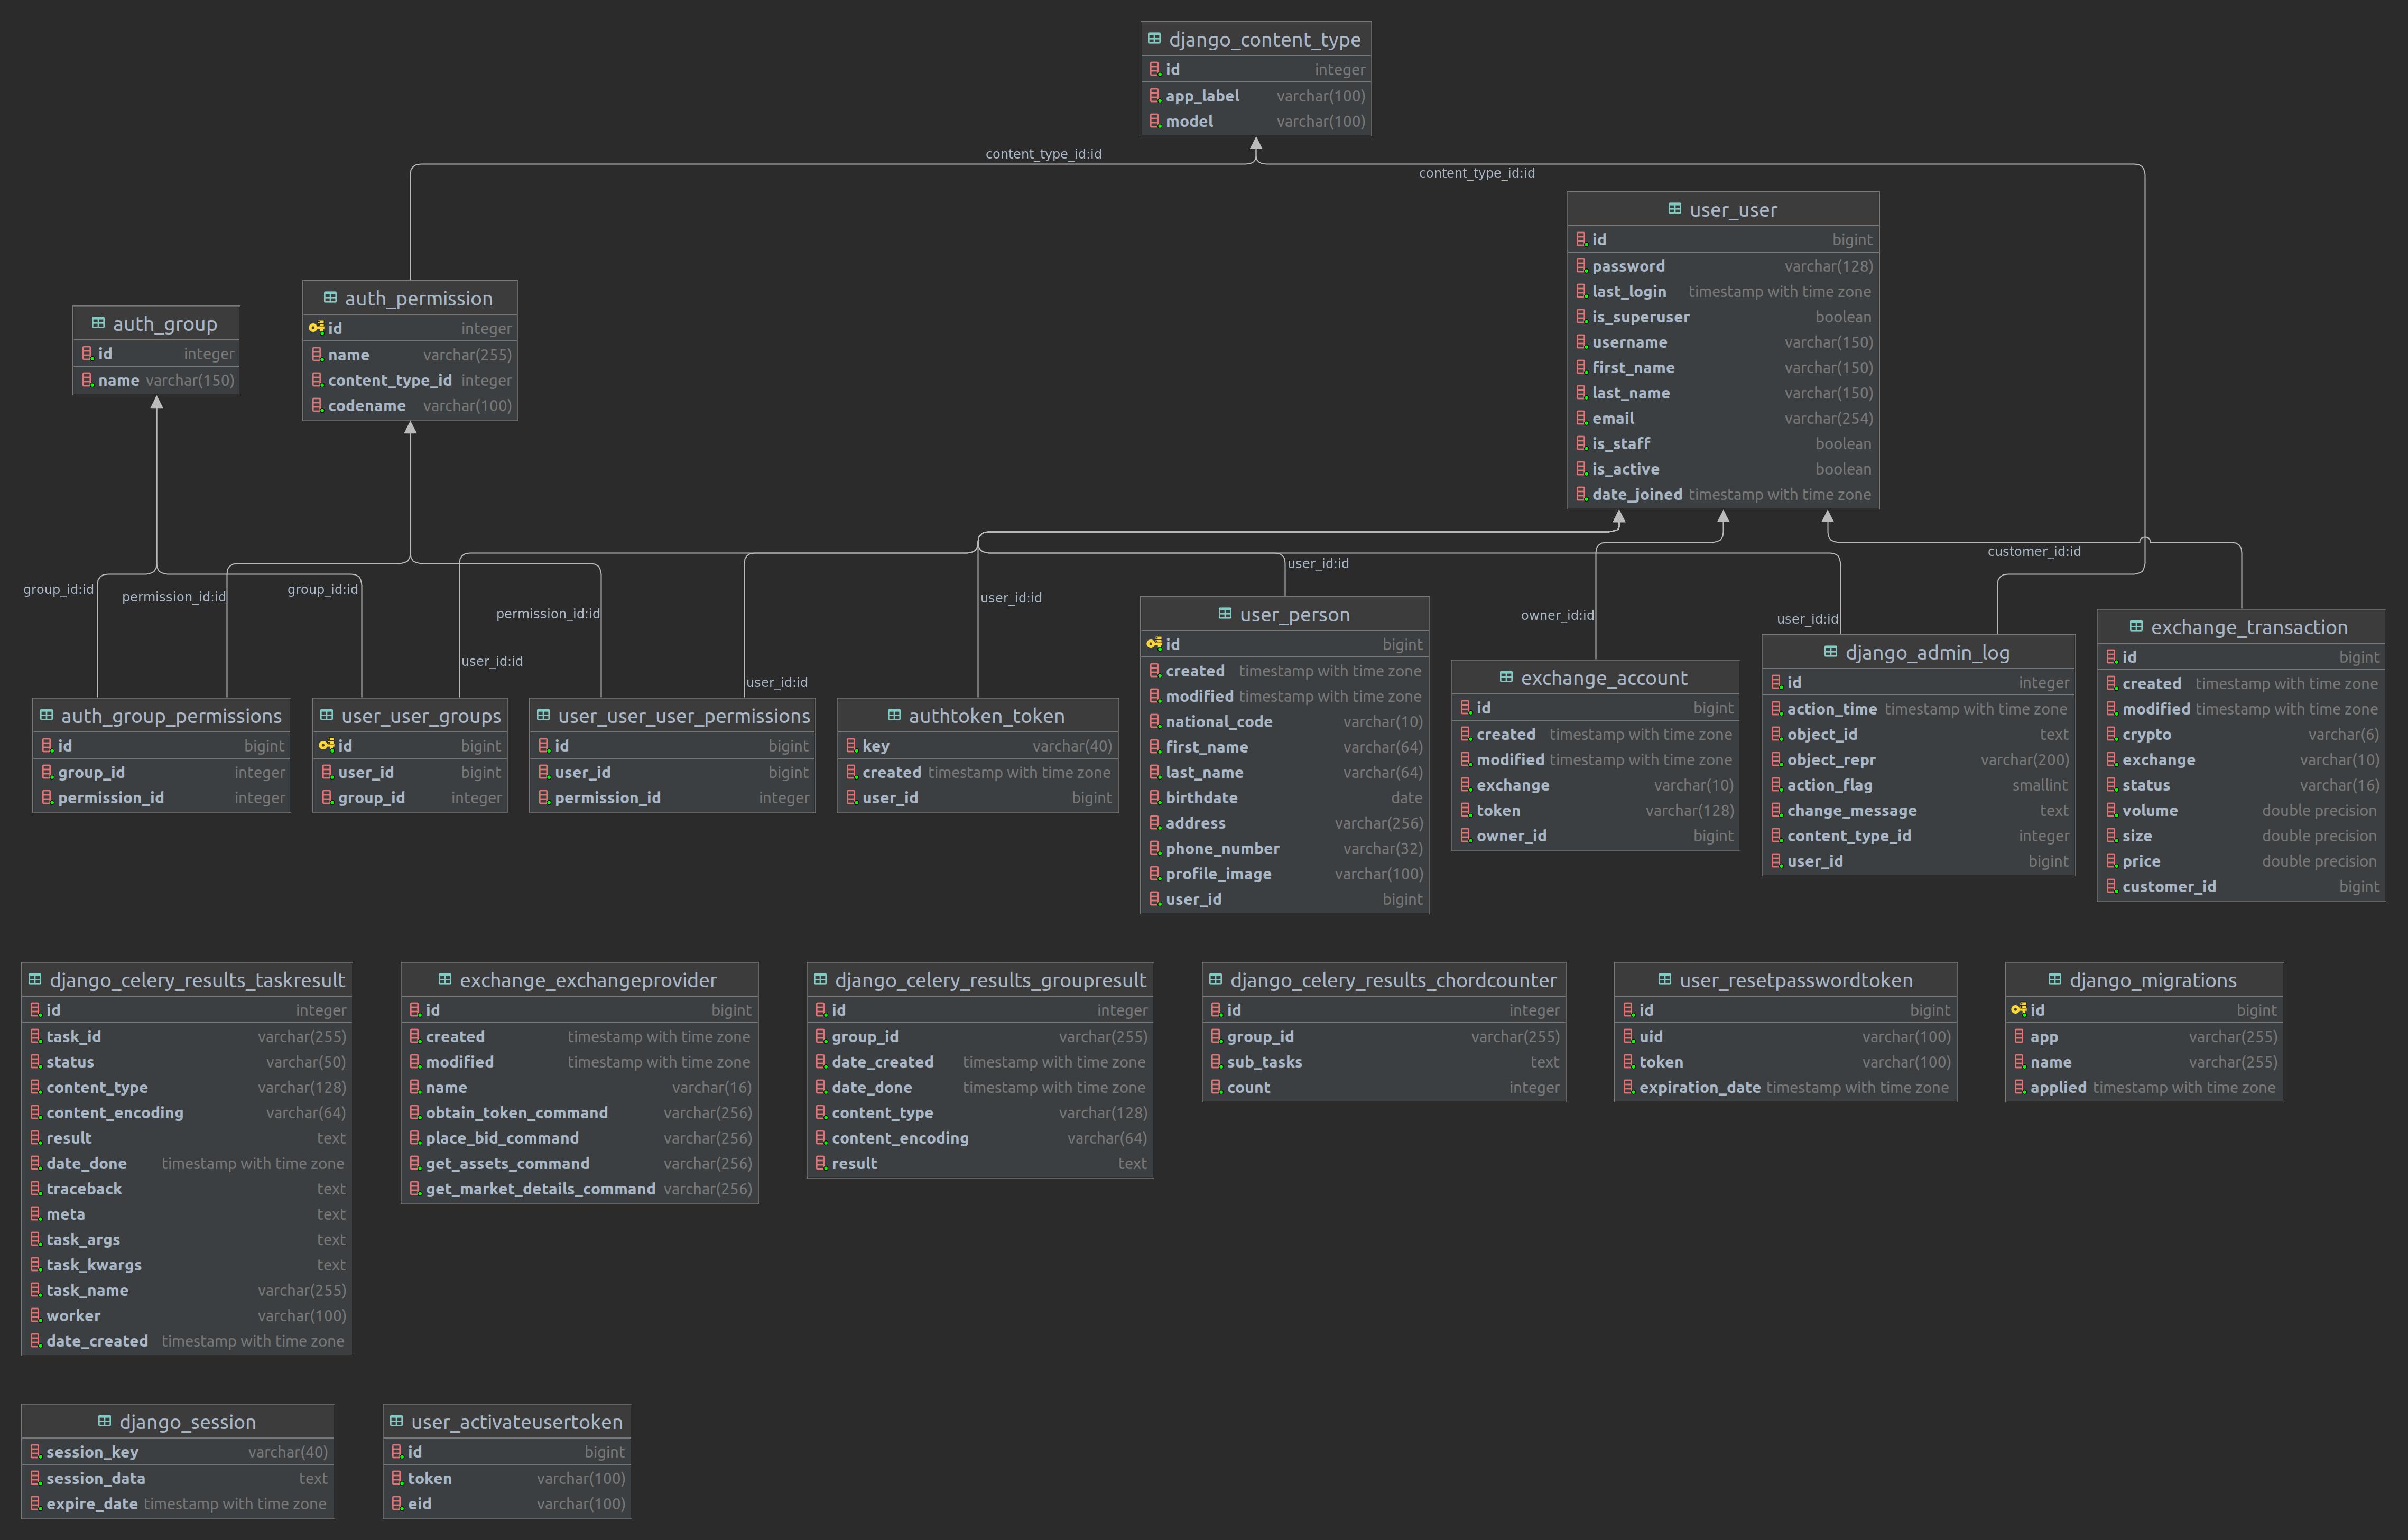 django_content_type
id integer
app_label varchar(100)
model varchar(100)
content_type_id:id
content_type_id:id
user_user
id bigint
password varchar(128)
last_login timestamp with time zone
is_superuser boolean
username varchar(150)
first_name varchar(150)
last_name varchar(150)
email varchar(254)
is_staff boolean
is_active boolean
date_joined timestamp with time zone
auth_permission
id integer
name varchar(255)
content_type_id integer
codename varchar(100)
auth_group
id integer
name varchar(150)
group_id:id
permission_id:id
group_id:id
user_id:id
permission_id:id
user_id:id
user_id:id
user_id:id
owner_id:id
user_id:id
customer_id:id
auth_group_permissions
id bigint
group_id integer
permission_id integer
user_user_groups
id bigint
user_id bigint
group_id integer
user_user_user_permissions
id bigint
user_id bigint
permission_id integer
authtoken_token
key varchar(40)
created timestamp with time zone
user_id bigint
user_person
id bigint
created timestamp with time zone
modified timestamp with time zone
national_code varchar(10)
first_name varchar(64)
last_name varchar(64)
birthdate date
address varchar(256)
phone_number varchar(32)
profile_image varchar(100)
user_id bigint
exchange_account
id bigint
created timestamp with time zone
modified timestamp with time zone
exchange varchar(10)
token varchar(128)
owner_id bigint
django_admin_log
id integer
action_time timestamp with time zone
object_id text
object_repr varchar(200)
action_flag smallint
change_message text
content_type_id integer
user_id bigint
exchange_transaction
id bigint
created timestamp with time zone
modified timestamp with time zone
crypto varchar(6)
exchange varchar(10)
status varchar(16)
volume double precision
size double precision
price double precision
customer_id bigint
django_celery_results_taskresult
id integer
task_id varchar(255)
status varchar(50)
content_type varchar(128)
content_encoding varchar(64)
result text
date_done timestamp with time zone
traceback text
meta text
task_args text
task_kwargs text
task_name varchar(255)
worker varchar(100)
date_created timestamp with time zone
exchange_exchangeprovider
id bigint
created timestamp with time zone
modified timestamp with time zone
name varchar(16)
obtain_token_command varchar(256)
place_bid_command varchar(256)
get_assets_command varchar(256)
get_market_details_command varchar(256)
django_celery_results_groupresult
id integer
group_id varchar(255)
date_created timestamp with time zone
date_done timestamp with time zone
content_type varchar(128)
content_encoding varchar(64)
result text
django_celery_results_chordcounter
id integer
group_id varchar(255)
sub_tasks text
count integer
user_resetpasswordtoken
id bigint
uid varchar(100)
token varchar(100)
expiration_date timestamp with time zone
django_migrations
id bigint
app varchar(255)
name varchar(255)
applied timestamp with time zone
django_session
session_key varchar(40)
session_data text
expire_date timestamp with time zone
user_activateusertoken
id bigint
token varchar(100)
eid varchar(100)